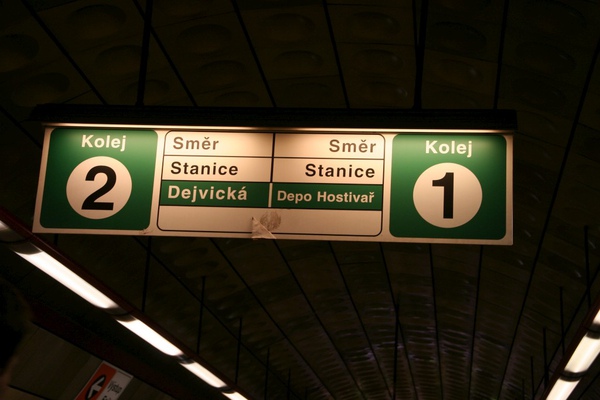 Kolej
2
Směr
Stanice
Dejvická
Směr
Stanice
Depo Hostivař
Kolej
1